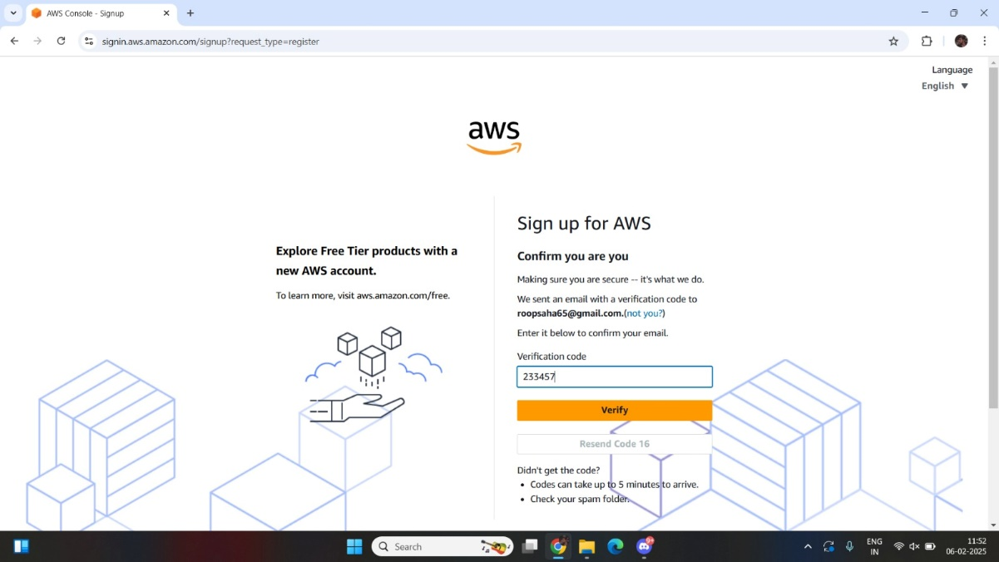 AWS Console - Signup
signin.aws.amazon.com/signup?request_type=register
Language
English
aws
Explore Free Tier products with a
new AWS account.
To learn more, visit aws.amazon.com/free.
Sign up for AWS
Confirm you are you
Making sure you are secure -- it's what we do.
We sent an email with a verification code to
roopsaha65@gmail.com.(not you?)
Enter it below to confirm your email.
Verification code
233457
Verify
Resend Code 16
Didn't get the code?
• Codes can take up to 5 minutes to arrive.
• Check your spam folder.
Search
ENG
IN
11:52
06-02-2025